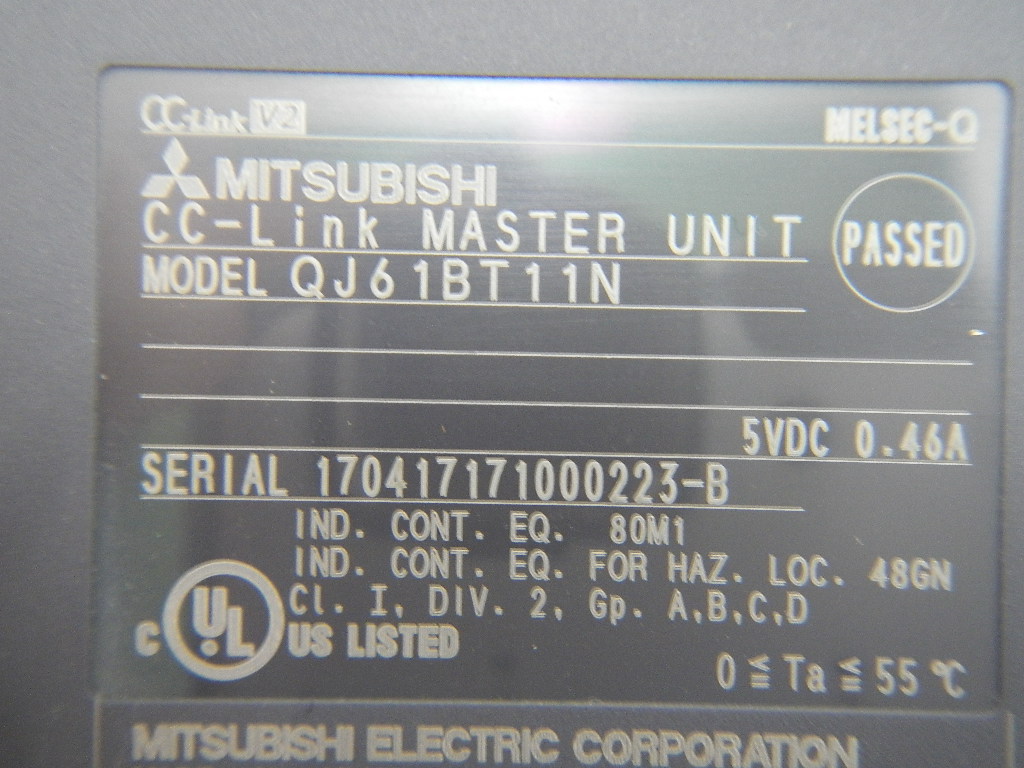 CC-Link V2 MELSEC-Q
MITSUBISHI
CC-Link MASTER UNIT
PASSED
MODEL QJ61BT11N
5VDC 0.46A
SERIAL 170417171000223-B
IND. CONT. EQ. 80M1
IND. CONT. EQ. FOR HAZ. LOC. 48GN
Cl. I, DIV. 2, Gp. A,B,C,D
C UL US LISTED
0≦Ta≦55℃
MITSUBISHI ELECTRIC CORPORATION